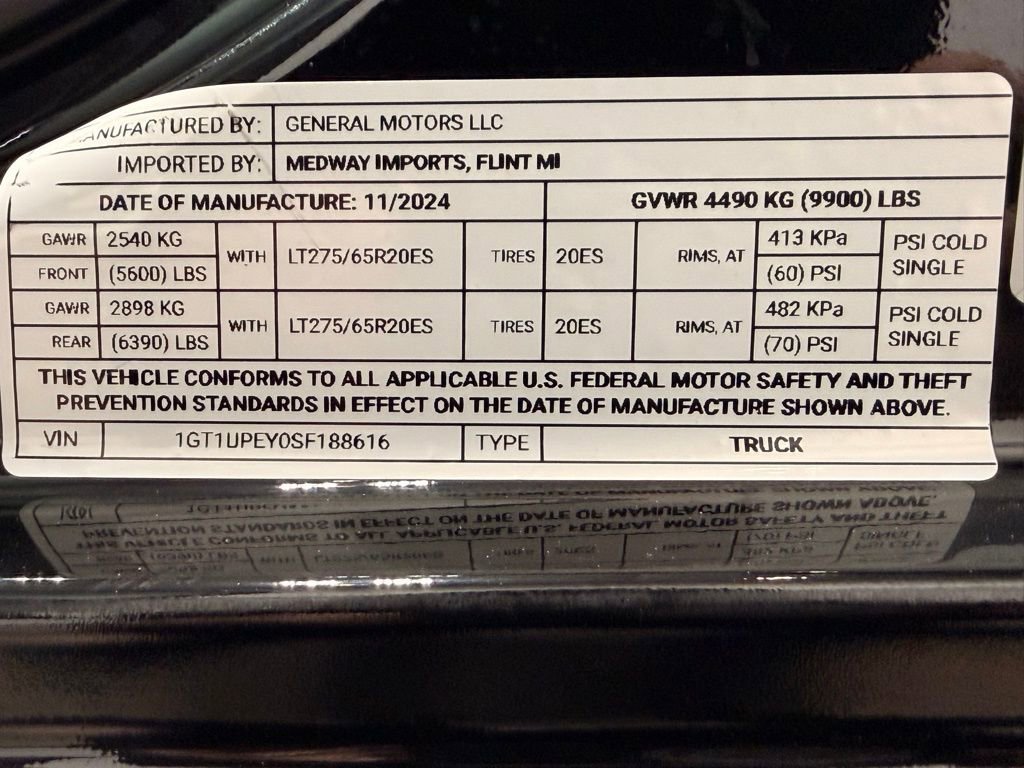 MANUFACTURED BY: GENERAL MOTORS LLC
IMPORTED BY: MEDWAY IMPORTS, FLINT MI
DATE OF MANUFACTURE: 11/2024 GVWR 4490 KG (9900) LBS
GAWR 2540 KG WITH LT275/65R20ES TIRES 20ES RIMS, AT 413 KPa PSI COLD
FRONT (5600) LBS (60) PSI SINGLE
GAWR 2898 KG WITH LT275/65R20ES TIRES 20ES RIMS, AT 482 KPa PSI COLD
REAR (6390) LBS (70) PSI SINGLE
THIS VEHICLE CONFORMS TO ALL APPLICABLE U.S. FEDERAL MOTOR SAFETY AND THEFT
PREVENTION STANDARDS IN EFFECT ON THE DATE OF MANUFACTURE SHOWN ABOVE.
VIN 1GT1UPEY0SF188616 TYPE TRUCK